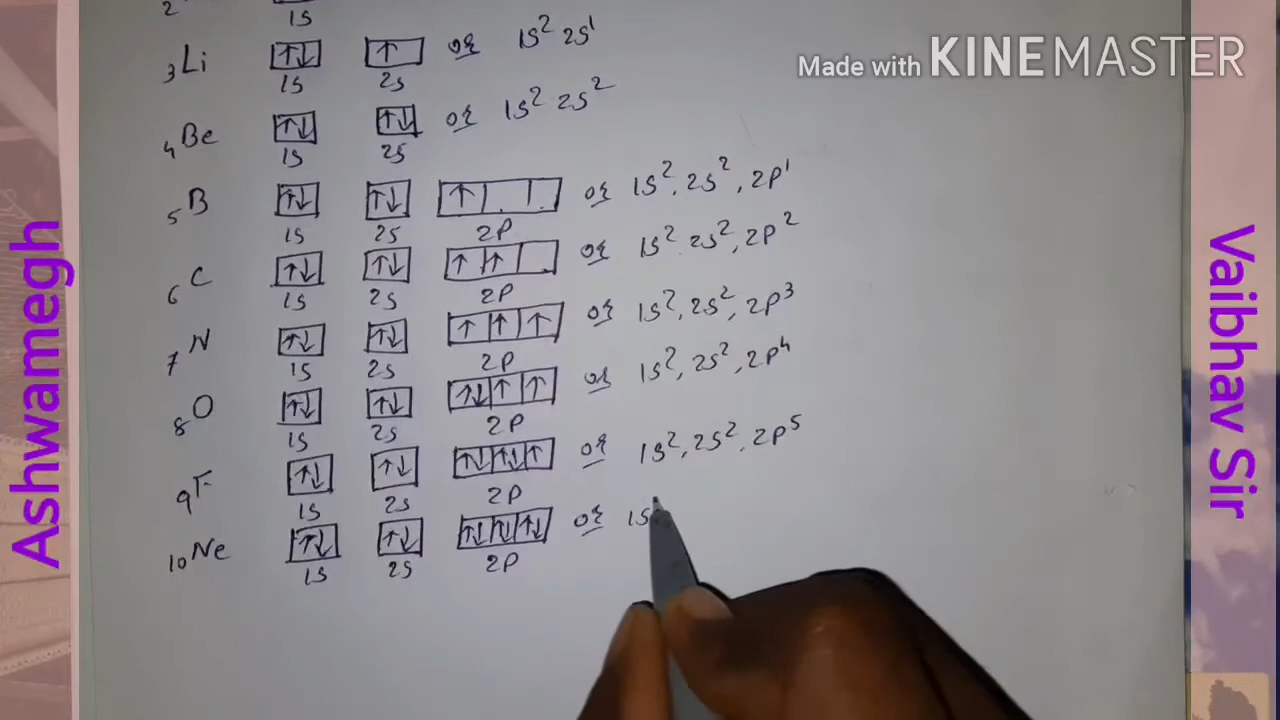 Made with KINEMASTER
Ashwamegh
Vaibhav Sir
2
1S
3Li ↑↓ ↑ or 1S² 2S¹
1S 2S
4Be ↑↓ ↑↓ or 1S² 2S²
1S 2S
5B ↑↓ ↑↓ ↑ or 1S², 2S², 2P¹
1S 2S 2P
6C ↑↓ ↑↓ ↑ ↑ or 1S² 2S², 2P²
1S 2S 2P
7N ↑↓ ↑↓ ↑ ↑ ↑ or 1S², 2S², 2P³
1S 2S 2P
8O ↑↓ ↑↓ ↑↓ ↑ ↑ or 1S², 2S², 2P⁴
1S 2S 2P
9F ↑↓ ↑↓ ↑↓ ↑↓ ↑ or 1S², 2S², 2P⁵
1S 2S 2P
10Ne ↑↓ ↑↓ ↑↓ ↑↓ ↑↓ or 1S
1S 2S 2P